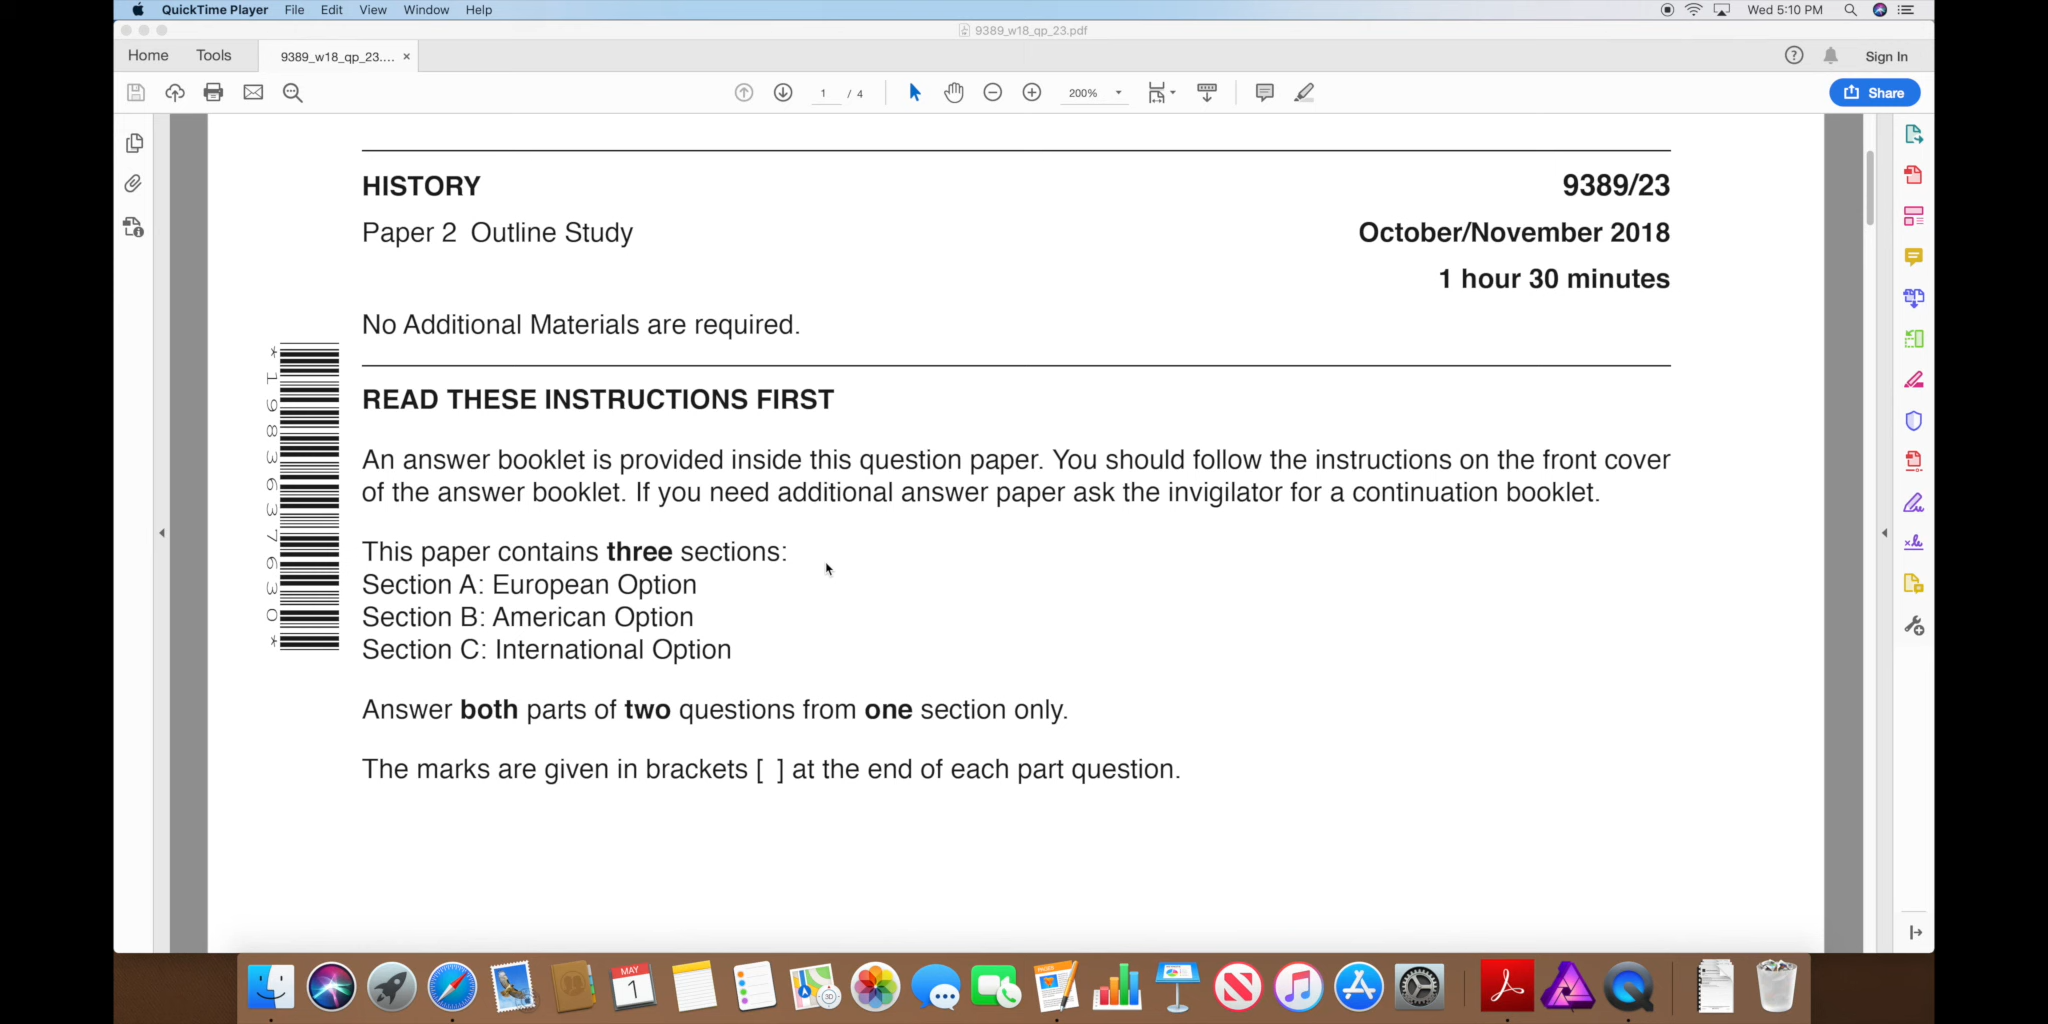 QuickTime Player File Edit View Window Help Wed 5:10 PM
9389_w18_qp_23.pdf
Home Tools 9389_w18_qp_23.... × Sign In
1 / 4 200% Share
HISTORY 9389/23
Paper 2 Outline Study October/November 2018
1 hour 30 minutes
No Additional Materials are required.
*1983637630*
READ THESE INSTRUCTIONS FIRST
An answer booklet is provided inside this question paper. You should follow the instructions on the front cover
of the answer booklet. If you need additional answer paper ask the invigilator for a continuation booklet.
This paper contains three sections:
Section A: European Option
Section B: American Option
Section C: International Option
Answer both parts of two questions from one section only.
The marks are given in brackets [ ] at the end of each part question.
MAY
1
3D
PAGES